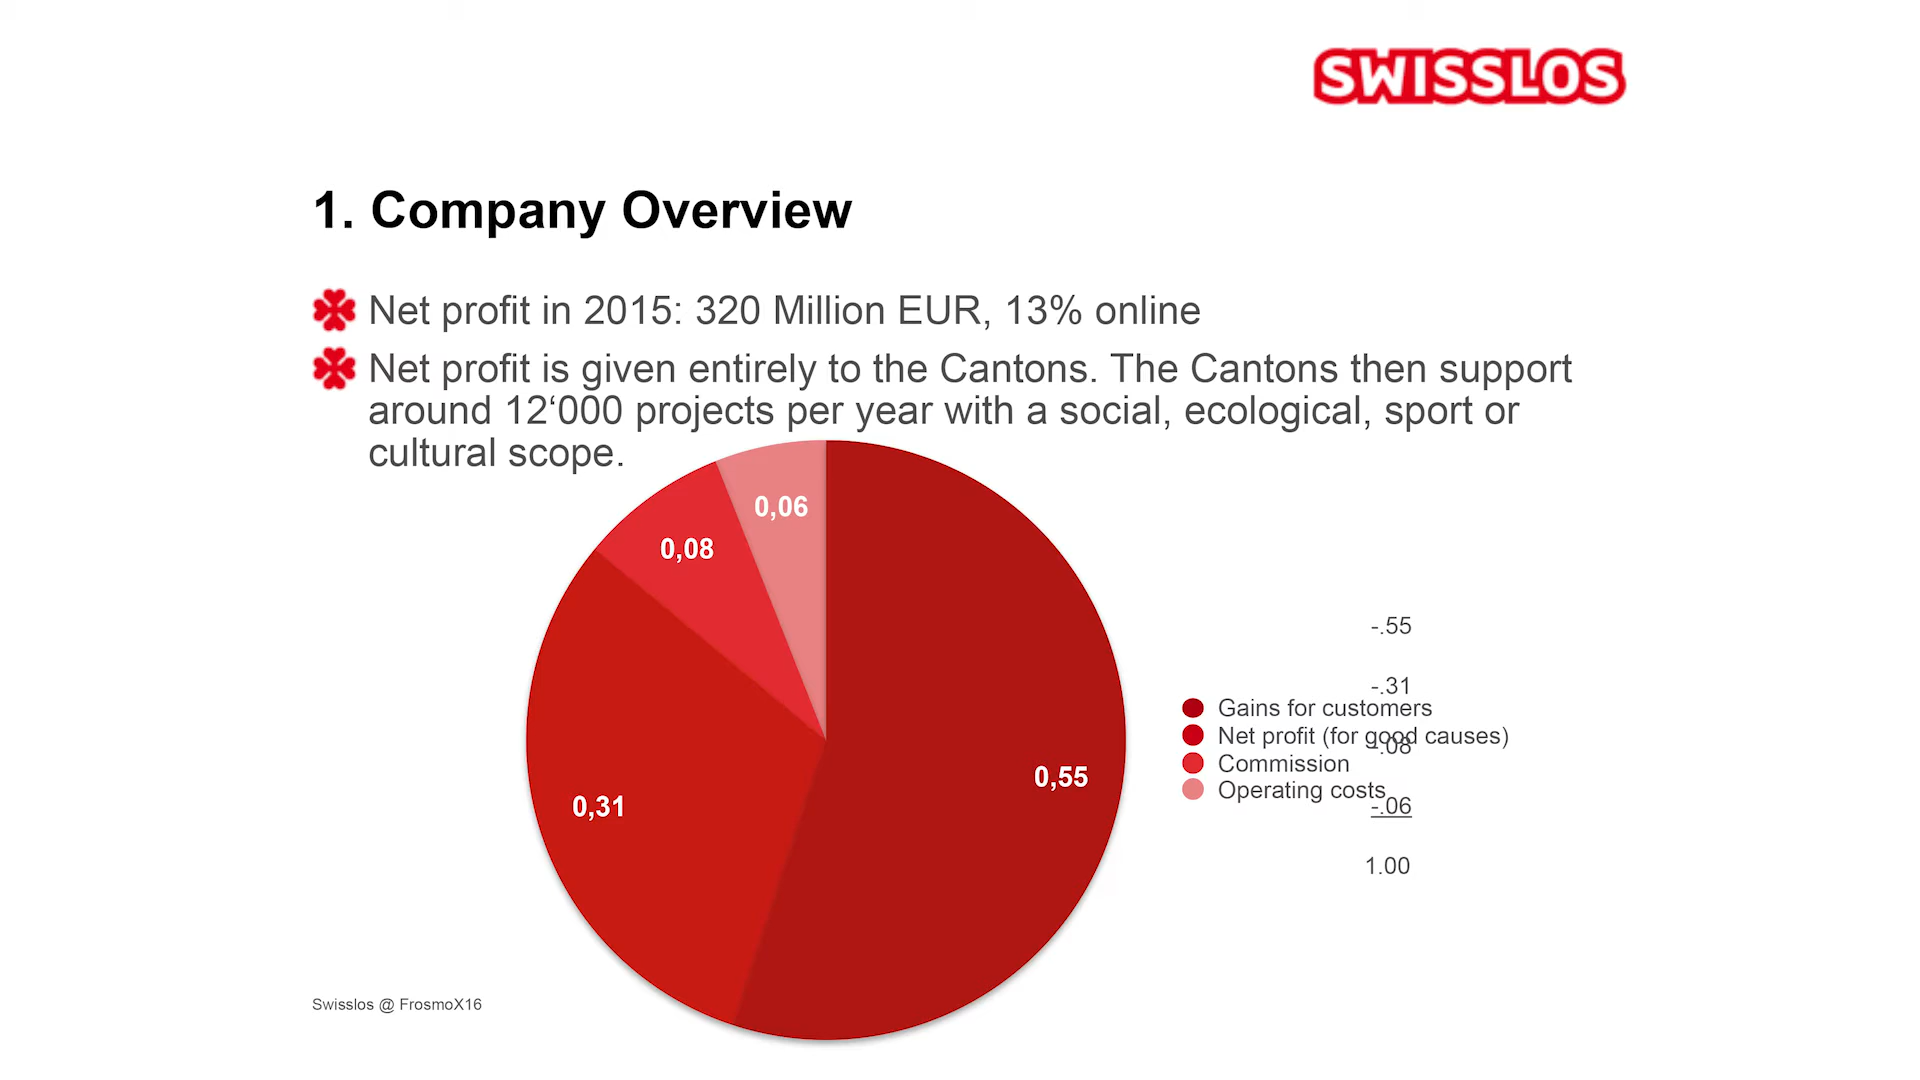 SWISSLOS
1. Company Overview
Net profit in 2015: 320 Million EUR, 13% online
Net profit is given entirely to the Cantons. The Cantons then support
around 12‘000 projects per year with a social, ecological, sport or
cultural scope.
0,06
0,08
0,55
0,31
-.55
-.31
Gains for customers
Net profit (for good causes)
-.08
Commission
Operating costs
-.06
1.00
Swisslos @ FrosmoX16